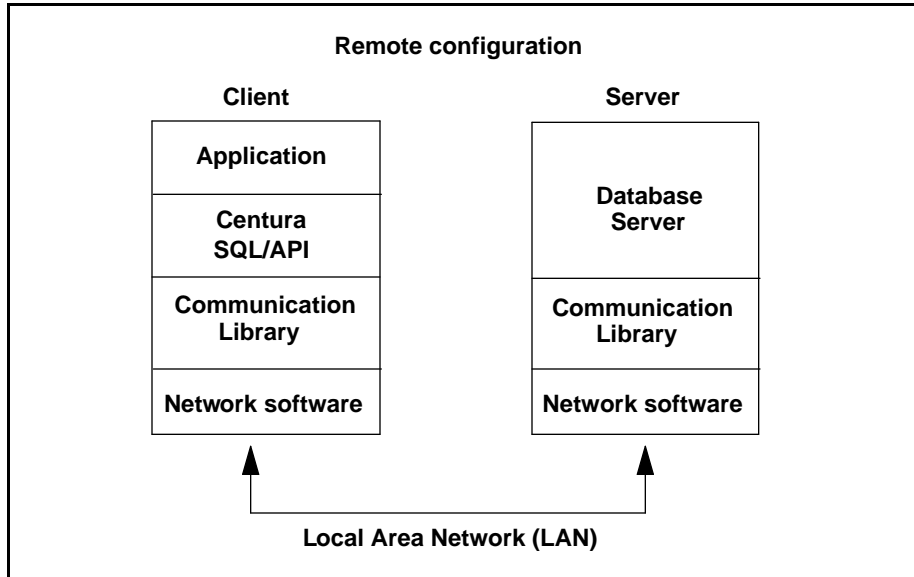 Remote configuration
Client
Server
Application
Centura
SQL/API
Communication
Library
Network software
Database
Server
Communication
Library
Network software
Local Area Network (LAN)